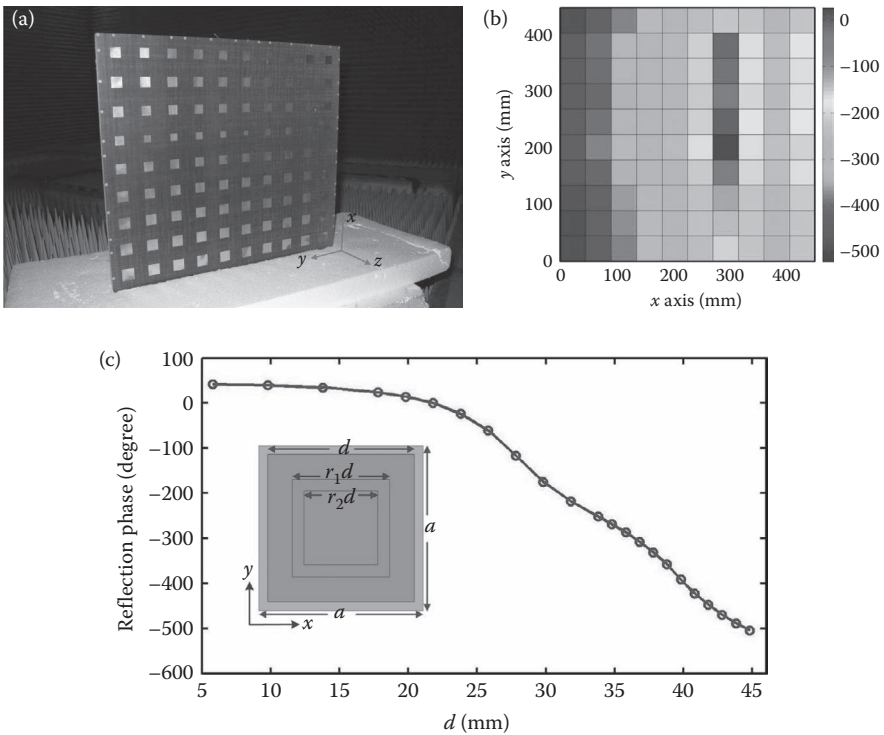 (a)
x
y
z
(b)
400
300
200
100
0
y axis (mm)
0 100 200 300 400
x axis (mm)
0
−100
−200
−300
−400
−500
(c)
100
0
−100
−200
−300
−400
−500
−600
Reflection phase (degree)
d
r₁d
r₂d
a
y
x
a
5 10 15 20 25 30 35 40 45
d (mm)